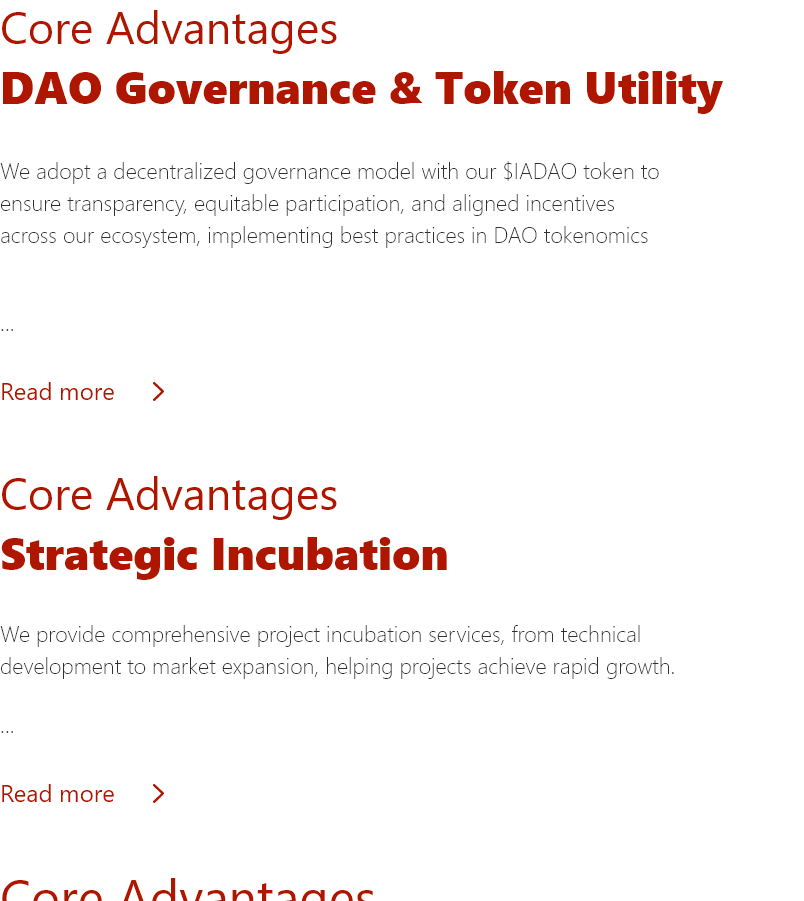 Core Advantages
DAO Governance & Token Utility
We adopt a decentralized governance model with our $IADAO token to
ensure transparency, equitable participation, and aligned incentives
across our ecosystem, implementing best practices in DAO tokenomics
...
Read more
Core Advantages
Strategic Incubation
We provide comprehensive project incubation services, from technical
development to market expansion, helping projects achieve rapid growth.
...
Read more
Core Advantages